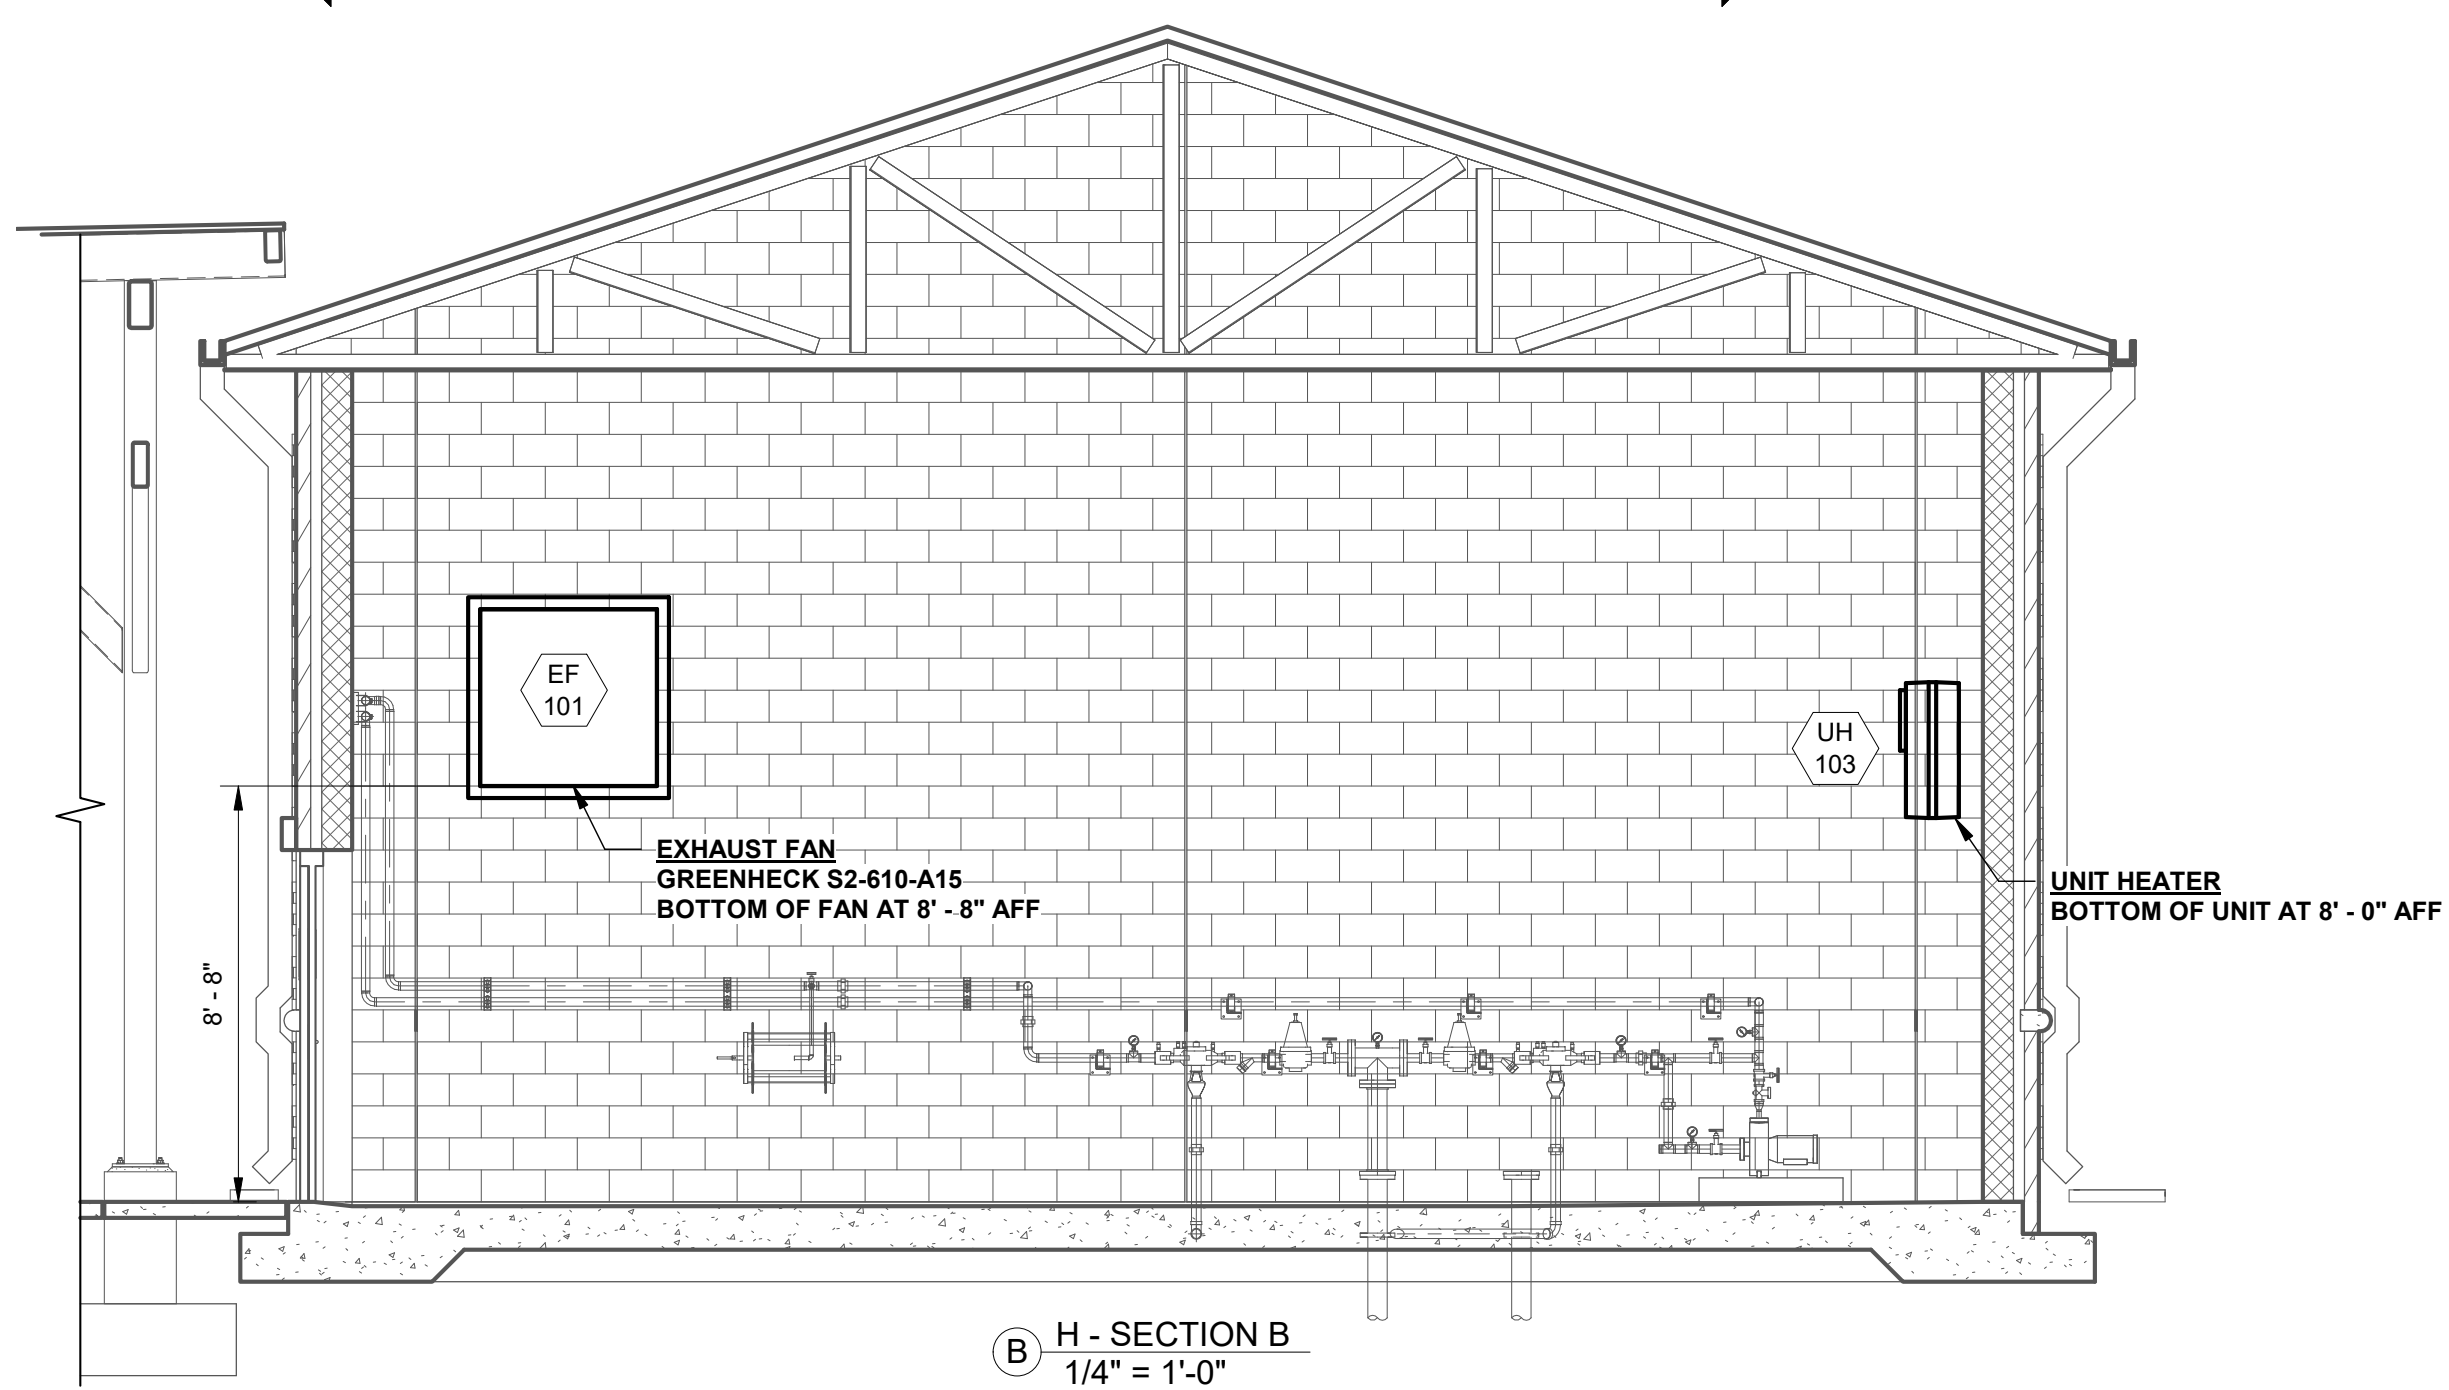 EF
101
UH
103
EXHAUST FAN
GREENHECK S2-610-A15
BOTTOM OF FAN AT 8' - 8" AFF
UNIT HEATER
BOTTOM OF UNIT AT 8' - 0" AFF
8' - 8"
B
H - SECTION B
1/4" = 1'-0"